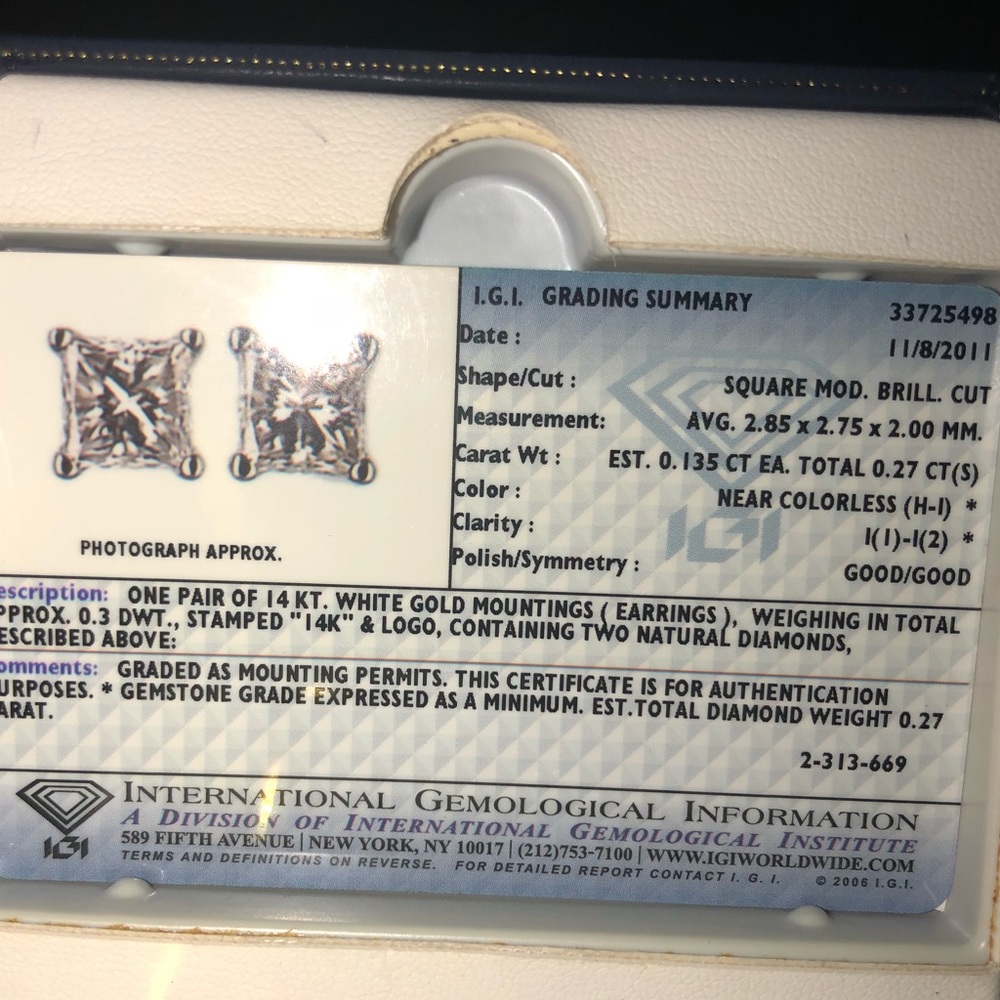 I.G.I. GRADING SUMMARY 33725498
Date : 11/8/2011
Shape/Cut : SQUARE MOD. BRILL. CUT
Measurement: AVG. 2.85 x 2.75 x 2.00 MM.
Carat Wt : EST. 0.135 CT EA. TOTAL 0.27 CT(S)
Color : NEAR COLORLESS (H-I) *
Clarity : I(1)-I(2) *
Polish/Symmetry : GOOD/GOOD
IGI
PHOTOGRAPH APPROX.
escription: ONE PAIR OF 14 KT. WHITE GOLD MOUNTINGS ( EARRINGS ), WEIGHING IN TOTAL
PPROX. 0.3 DWT., STAMPED "14K" & LOGO, CONTAINING TWO NATURAL DIAMONDS,
ESCRIBED ABOVE:
omments: GRADED AS MOUNTING PERMITS. THIS CERTIFICATE IS FOR AUTHENTICATION
URPOSES. * GEMSTONE GRADE EXPRESSED AS A MINIMUM. EST.TOTAL DIAMOND WEIGHT 0.27
ARAT.
2-313-669
INTERNATIONAL GEMOLOGICAL INFORMATION
A DIVISION OF INTERNATIONAL GEMOLOGICAL INSTITUTE
589 FIFTH AVENUE | NEW YORK, NY 10017 | (212)753-7100 | WWW.IGIWORLDWIDE.COM
TERMS AND DEFINITIONS ON REVERSE. FOR DETAILED REPORT CONTACT I. G. I. © 2006 I.G.I.
IGI